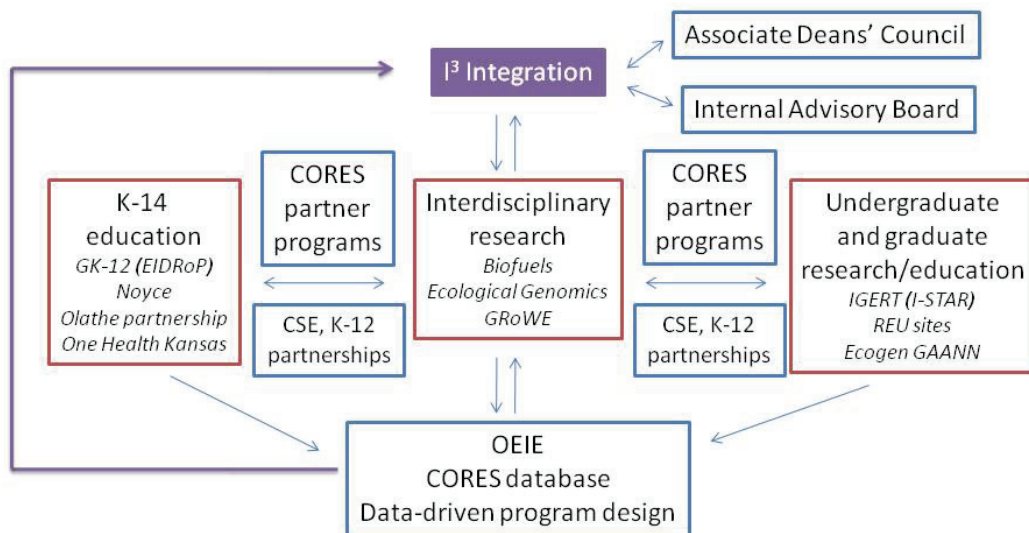 Associate Deans' Council
I³ Integration
Internal Advisory Board
K-14
education
GK-12 (EIDRoP)
Noyce
Olathe partnership
One Health Kansas
CORES
partner
programs
CSE, K-12
partnerships
Interdisciplinary
research
Biofuels
Ecological Genomics
GRoWE
CORES
partner
programs
CSE, K-12
partnerships
Undergraduate
and graduate
research/education
IGERT (I-STAR)
REU sites
Ecogen GAANN
OEIE
CORES database
Data-driven program design